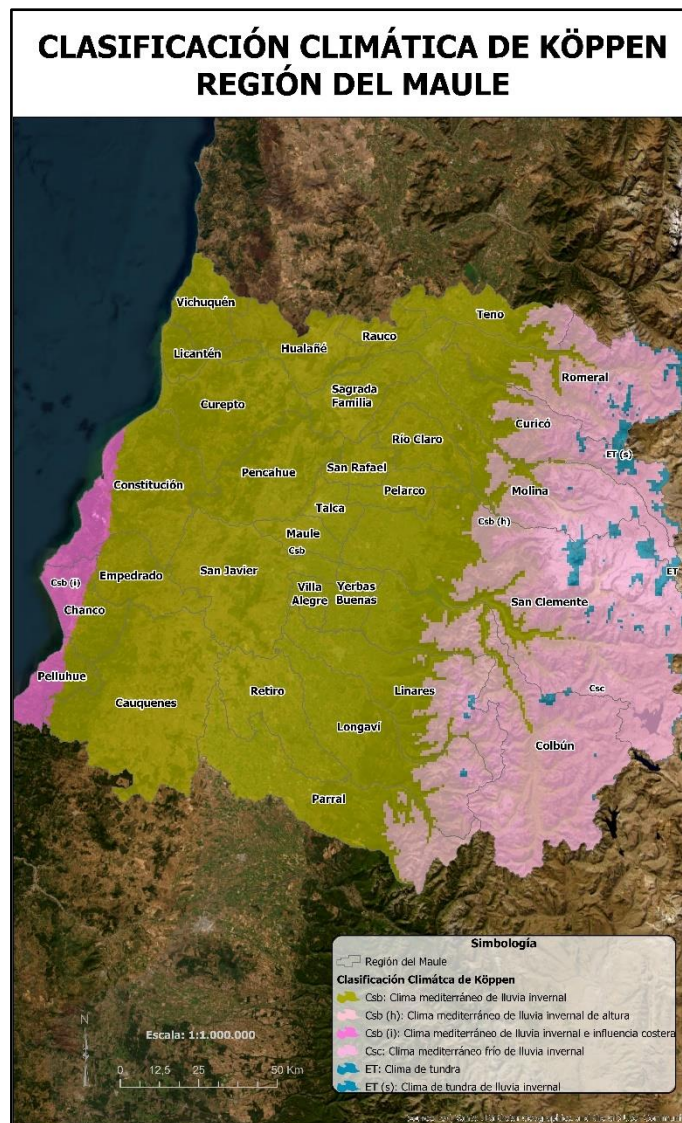 CLASIFICACIÓN CLIMÁTICA DE KÖPPEN
REGIÓN DEL MAULE
Vichuquén
Teno
Rauco
Hualañé
Licantén
Romeral
Sagrada
Familia
Curepto
Curicó
Río Claro
ET (s)
San Rafael
Pencahue
Constitución
Pelarco
Molina
Talca
Csb (h)
Maule
Csb
San Javier
ET
Empedrado
Csb (i)
Villa
Alegre
Yerbas
Buenas
San Clemente
Chanco
Pelluhue
Csc
Retiro
Linares
Cauquenes
Longaví
Colbún
Parral
Simbología
Región del Maule
Clasificación Climátca de Köppen
Csb: Clima mediterráneo de lluvia invernal
Csb (h): Clima mediterráneo de lluvia invernal de altura
Csb (i): Clima mediterráneo de lluvia invernal e influencia costera
Csc: Clima mediterráneo frío de lluvia invernal
ET: Clima de tundra
ET (s): Clima de tundra de lluvia invernal
N
Escala: 1:1.000.000
0 12,5 25 50 Km